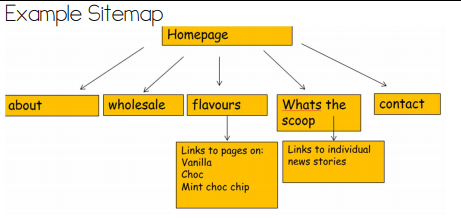 Example Sitemap
Homepage
about
wholesale
flavours
Whats the
scoop
contact
Links to pages on:
Vanilla
Choc
Mint choc chip
Links to individual
news stories